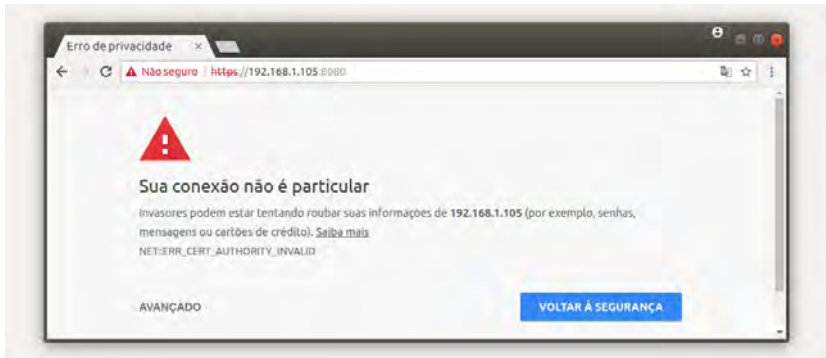 Erro de privacidade
Não seguro | https://192.168.1.105:8080
Sua conexão não é particular
Invasores podem estar tentando roubar suas informações de 192.168.1.105 (por exemplo, senhas,
mensagens ou cartões de crédito). Saiba mais
NET::ERR_CERT_AUTHORITY_INVALID
AVANÇADO VOLTAR À SEGURANÇA